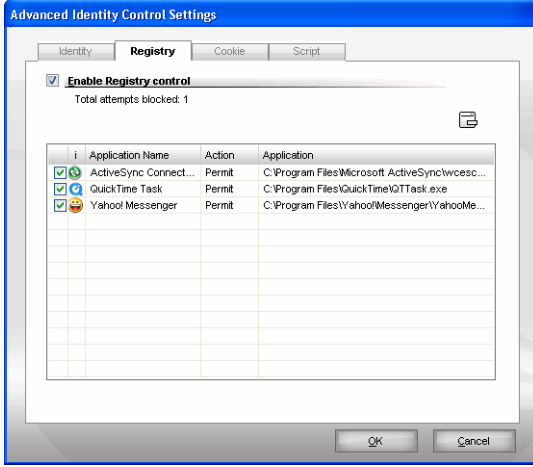 Advanced Identity Control Settings
Identity Registry Cookie Script
Enable Registry control
Total attempts blocked: 1
i Application Name Action Application
ActiveSync Connect... Permit C:\Program Files\Microsoft ActiveSync\wcesc...
QuickTime Task Permit C:\Program Files\QuickTime\QTTask.exe
Yahoo! Messenger Permit C:\Program Files\Yahoo!\Messenger\YahooMe...
OK Cancel